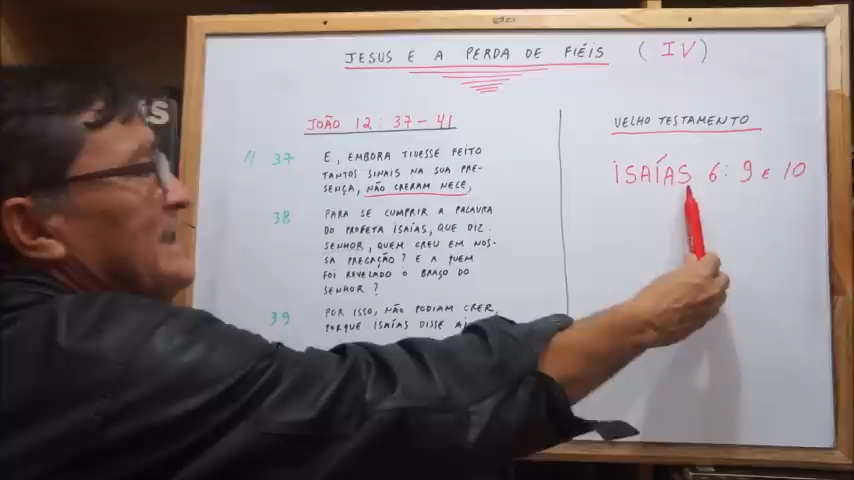 JESUS E A PERDA DE FIÉIS (IV)
JOÃO 12: 37-41
37 E, EMBORA TIVESSE FEITO
TANTOS SINAIS NA SUA PRE-
SENÇA, NÃO CRERAM NELE,
38 PARA SE CUMPRIR A PALAVRA
DO PROFETA ISAÍAS, QUE DIZ:
SENHOR, QUEM CREU EM NOS-
SA PREGAÇÃO? E A QUEM
FOI REVELADO O BRAÇO DO
SENHOR?
39 POR ISSO, NÃO PODIAM CRER,
PORQUE ISAÍAS DISSE
VELHO TESTAMENTO
ISAÍAS 6:9 E 10